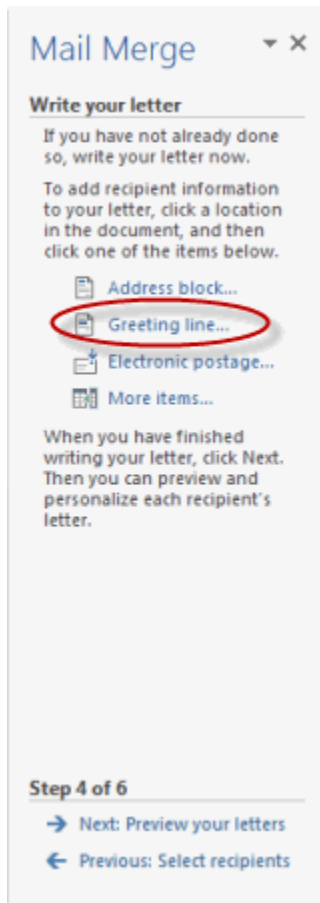 Mail Merge
Write your letter
If you have not already done
so, write your letter now.
To add recipient information
to your letter, click a location
in the document, and then
click one of the items below.
Address block...
Greeting line...
Electronic postage...
More items...
When you have finished
writing your letter, click Next.
Then you can preview and
personalize each recipient's
letter.
Step 4 of 6
Next: Preview your letters
Previous: Select recipients